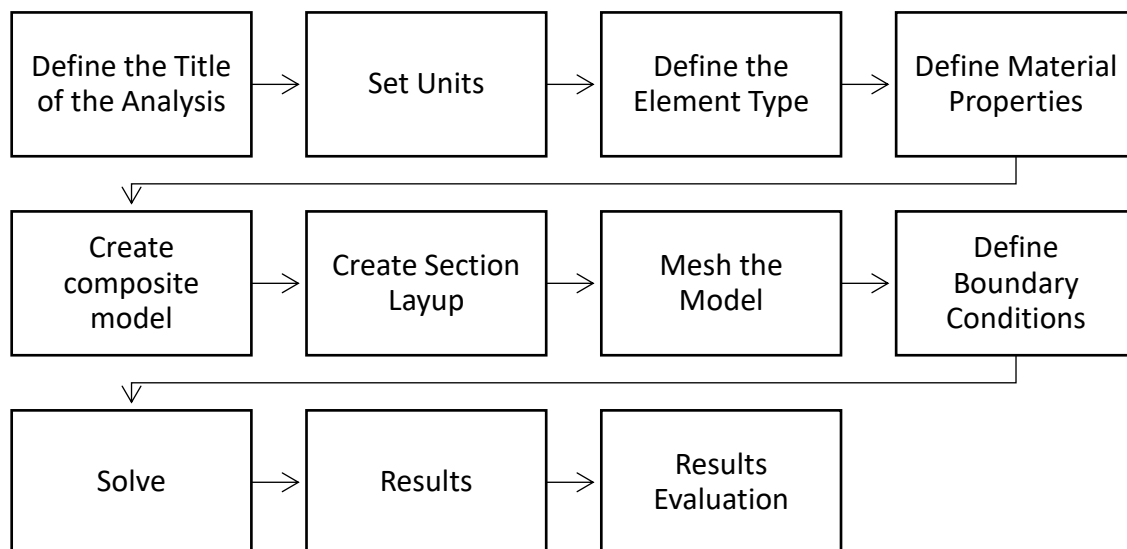 Define the Title
of the Analysis
Set Units
Define the
Element Type
Define Material
Properties
Create
composite
model
Create Section
Layup
Mesh the
Model
Define
Boundary
Conditions
Solve
Results
Results
Evaluation